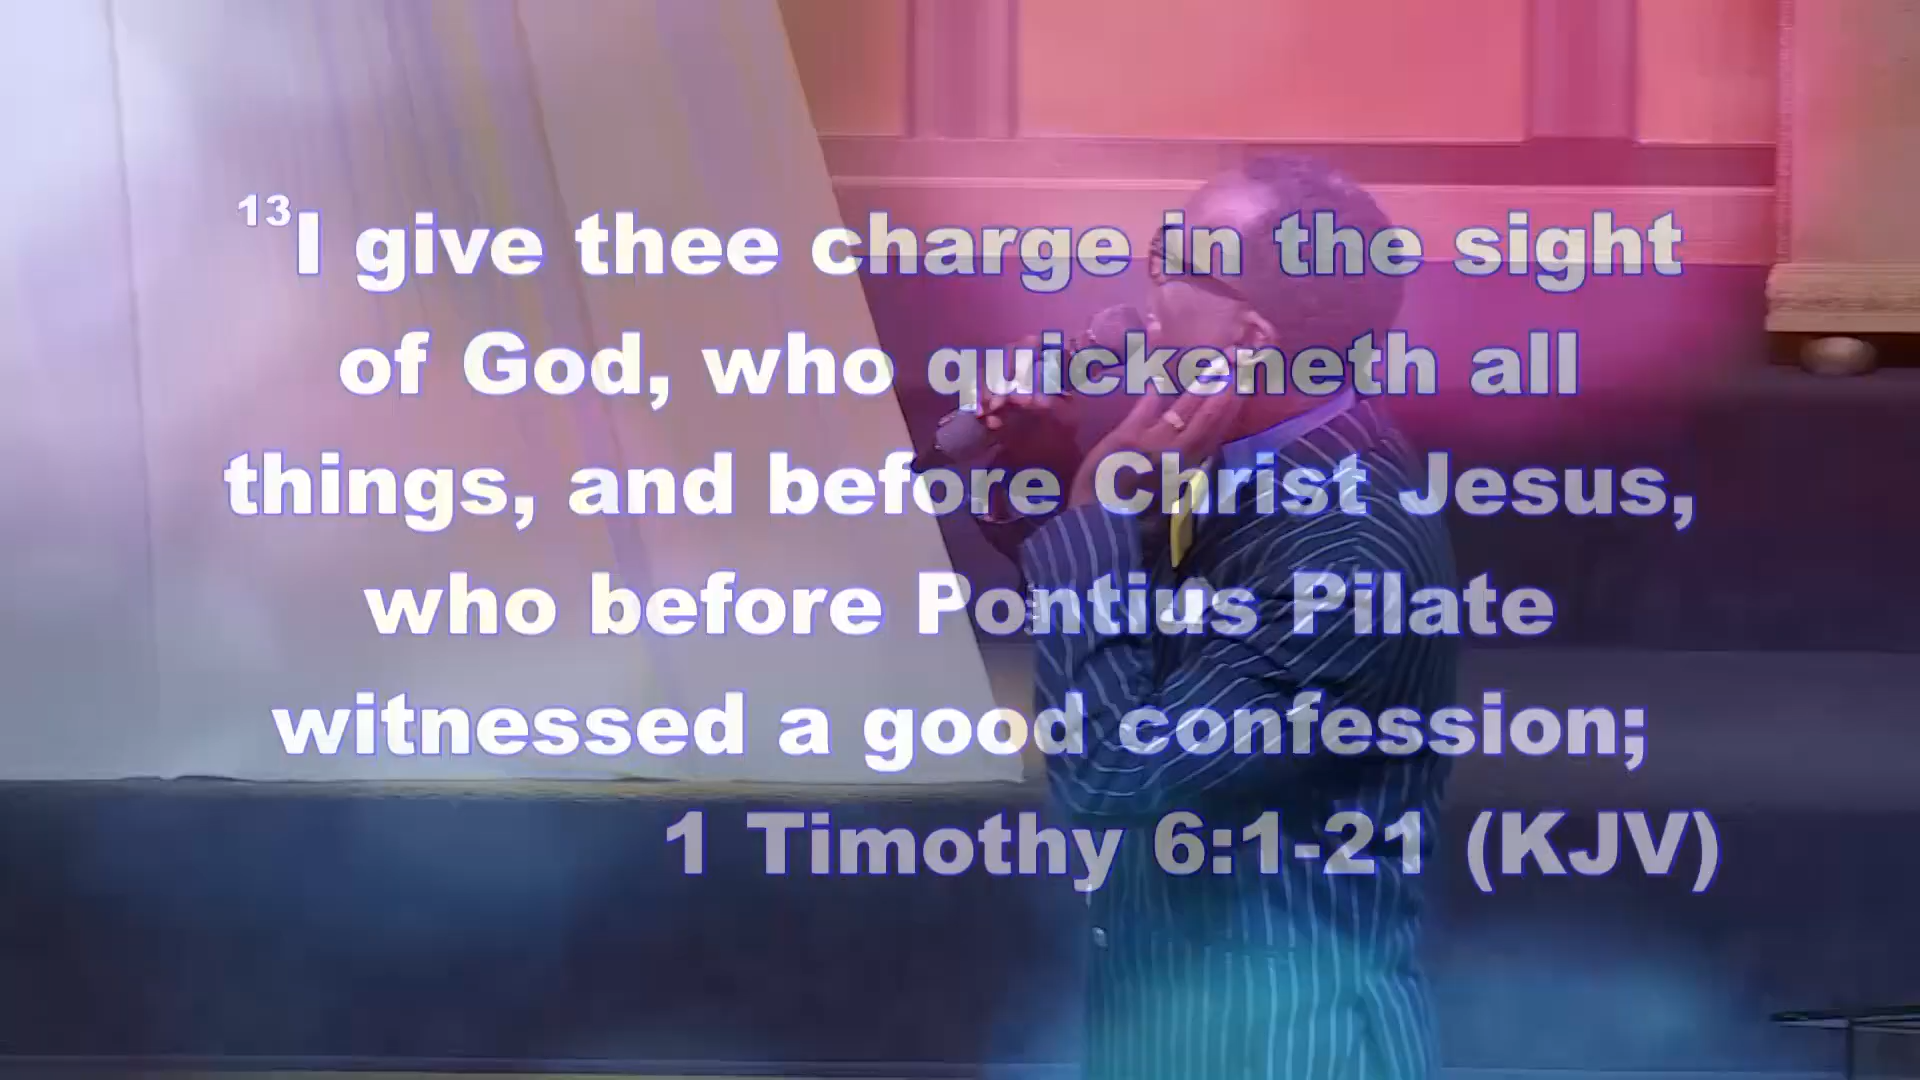 13I give thee charge in the sight
of God, who quickeneth all
things, and before Christ Jesus,
who before Pontius Pilate
witnessed a good confession;
1 Timothy 6:1-21 (KJV)